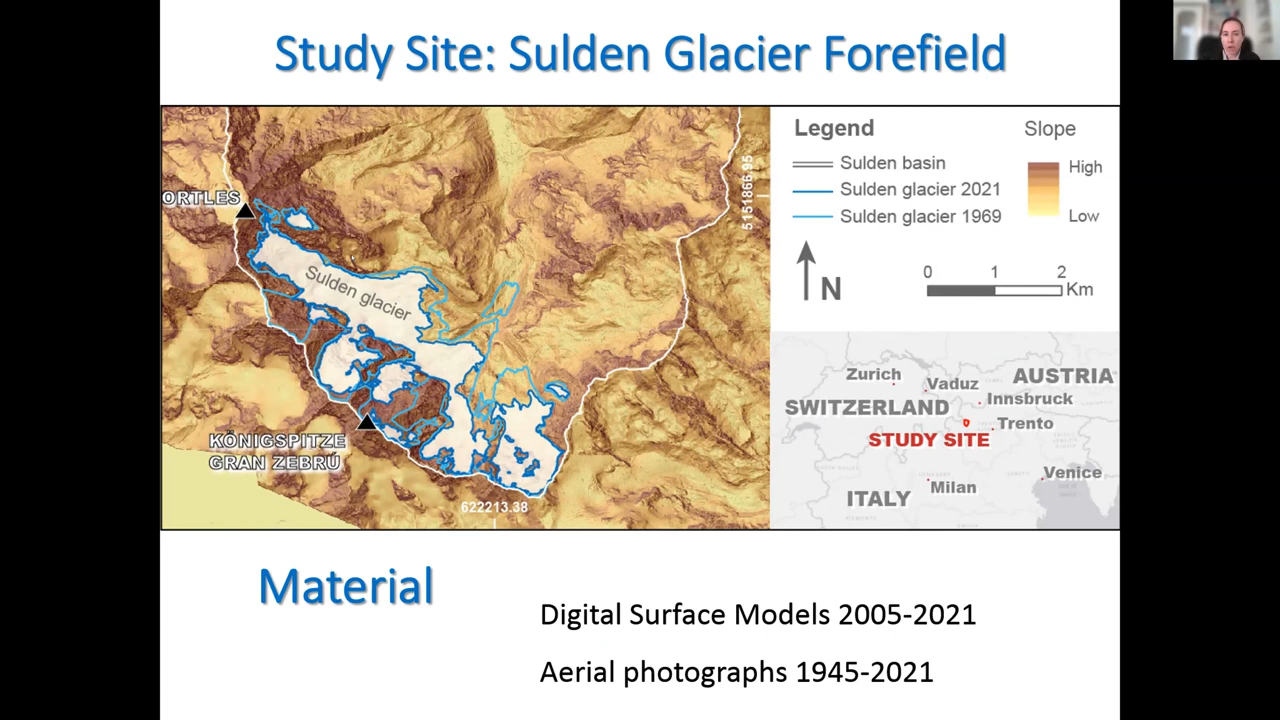 Study Site: Sulden Glacier Forefield
ORTLES
Sulden glacier
KÖNIGSPITZE
GRAN ZEBRÚ
622213.38
5151866.95
Legend
Sulden basin
Sulden glacier 2021
Sulden glacier 1969
Slope
High
Low
N
0 1 2
Km
Zurich
Vaduz
AUSTRIA
Innsbruck
SWITZERLAND
Trento
STUDY SITE
Venice
Milan
ITALY
Material
Digital Surface Models 2005-2021
Aerial photographs 1945-2021